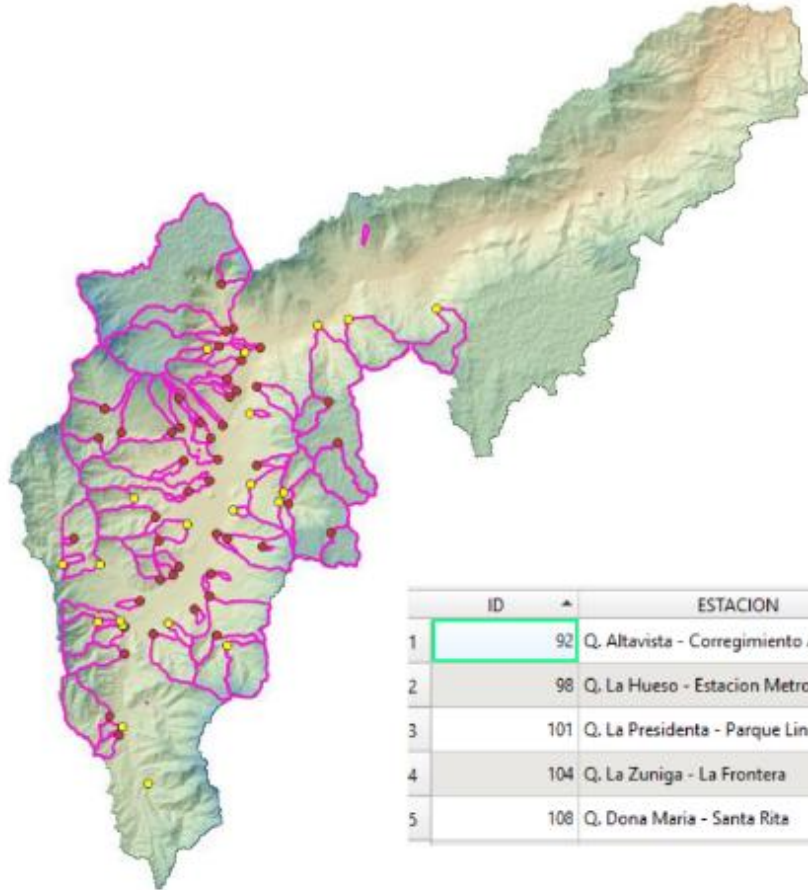 ID ESTACION
1 92 Q. Altavista - Corregimiento
2 98 Q. La Hueso - Estacion Metro
3 101 Q. La Presidenta - Parque Lin
4 104 Q. La Zuniga - La Frontera
5 108 Q. Dona Maria - Santa Rita